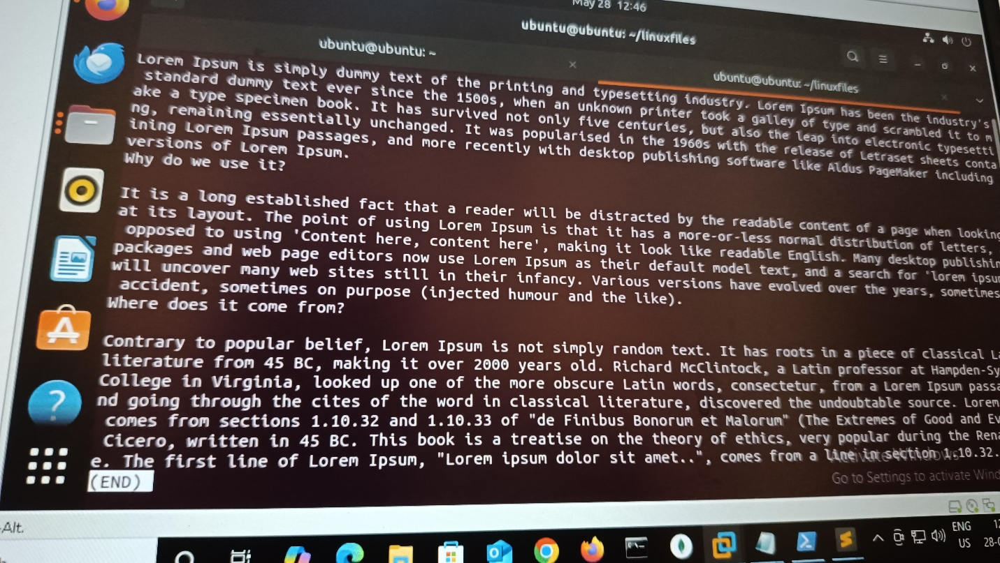 May 28 12:46
ubuntu@ubuntu: ~/linuxfiles
ubuntu@ubuntu: ~
ubuntu@ubuntu: ~/linuxfiles
Lorem Ipsum is simply dummy text of the printing and typesetting industry. Lorem Ipsum has been the industry's
standard dummy text ever since the 1500s, when an unknown printer took a galley of type and scrambled it to m
ake a type specimen book. It has survived not only five centuries, but also the leap into electronic typesetti
ng, remaining essentially unchanged. It was popularised in the 1960s with the release of Letraset sheets conta
ining Lorem Ipsum passages, and more recently with desktop publishing software like Aldus PageMaker including
versions of Lorem Ipsum.
Why do we use it?
It is a long established fact that a reader will be distracted by the readable content of a page when looking
at its layout. The point of using Lorem Ipsum is that it has a more-or-less normal distribution of letters,
opposed to using 'Content here, content here', making it look like readable English. Many desktop publishin
packages and web page editors now use Lorem Ipsum as their default model text, and a search for 'lorem ipsu
will uncover many web sites still in their infancy. Various versions have evolved over the years, sometimes
accident, sometimes on purpose (injected humour and the like).
Where does it come from?
Contrary to popular belief, Lorem Ipsum is not simply random text. It has roots in a piece of classical La
literature from 45 BC, making it over 2000 years old. Richard McClintock, a Latin professor at Hampden-Sy
College in Virginia, looked up one of the more obscure Latin words, consectetur, from a Lorem Ipsum passa
nd going through the cites of the word in classical literature, discovered the undoubtable source. Lorem
comes from sections 1.10.32 and 1.10.33 of "de Finibus Bonorum et Malorum" (The Extremes of Good and Ev
Cicero, written in 45 BC. This book is a treatise on the theory of ethics, very popular during the Rena
e. The first line of Lorem Ipsum, "Lorem ipsum dolor sit amet..", comes from a line in section 1.10.32.
(END)
Activate Windows
Go to Settings to activate Wind
-Alt.
ENG
US
28-0